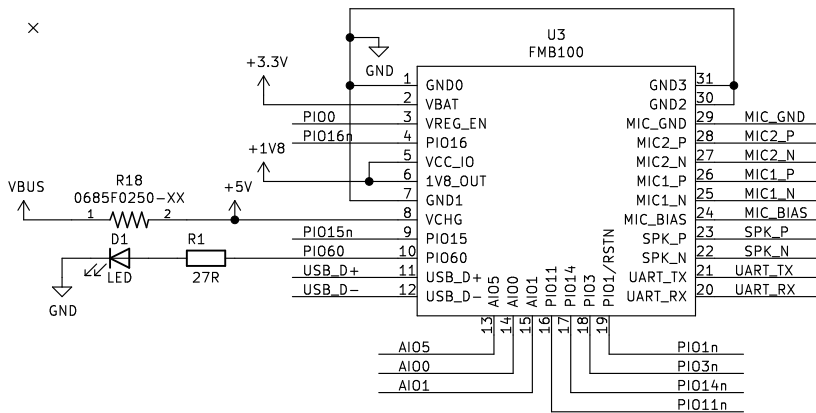 U3
FMB100
+3.3V
GND
1 GND0 GND3 31
2 VBAT GND2 30
PIO0 3 VREG_EN MIC_GND 29 MIC_GND
PIO16n 4 PIO16 MIC2_P 28 MIC2_P
+1V8 5 VCC_IO MIC2_N 27 MIC2_N
6 1V8_OUT MIC1_P 26 MIC1_P
7 GND1 MIC1_N 25 MIC1_N
VBUS R18 +5V
0685F0250-XX
1 2 8 VCHG MIC_BIAS 24 MIC_BIAS
PIO15n 9 PIO15 SPK_P 23 SPK_P
D1 R1 PIO60 10 PIO60 SPK_N 22 SPK_N
LED 27R USB_D+ 11 USB_D+ UART_TX 21 UART_TX
USB_D- 12 USB_D- UART_RX 20 UART_RX
GND
AIO5 AIO0 AIO1 PIO11 PIO14 PIO3 PIO1/RSTN
13 14 15 16 17 18 19
AIO5 PIO1n
AIO0 PIO3n
AIO1 PIO14n
PIO11n